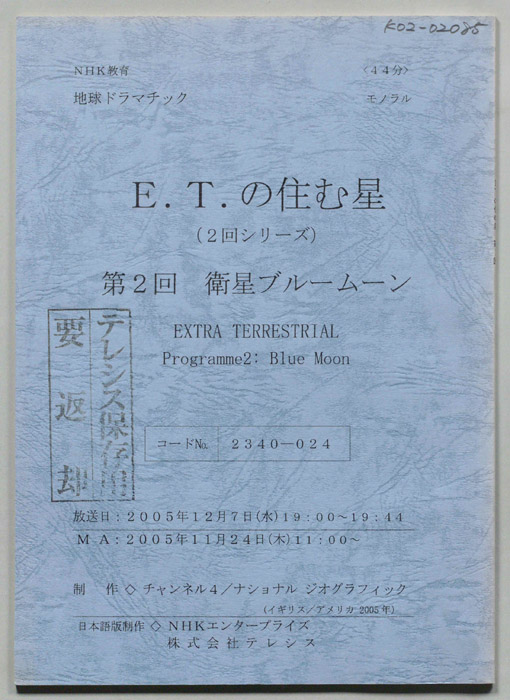 K02-02085
NHK教育 〈44分〉
地球ドラマチック モノラル
E.T.の住む星
(2回シリーズ)
第2回 衛星ブルームーン
EXTRA TERRESTRIAL
Programme2: Blue Moon
テレシス保存用
要返却
コードNo. 2340—024
放送日:2005年12月7日(水)19:00~19:44
MA:2005年11月24日(木)11:00~
制 作◇チャンネル4/ナショナル ジオグラフィック
(イギリス/アメリカ 2005年)
日本語版制作◇NHKエンタープライズ
株式会社テレシス